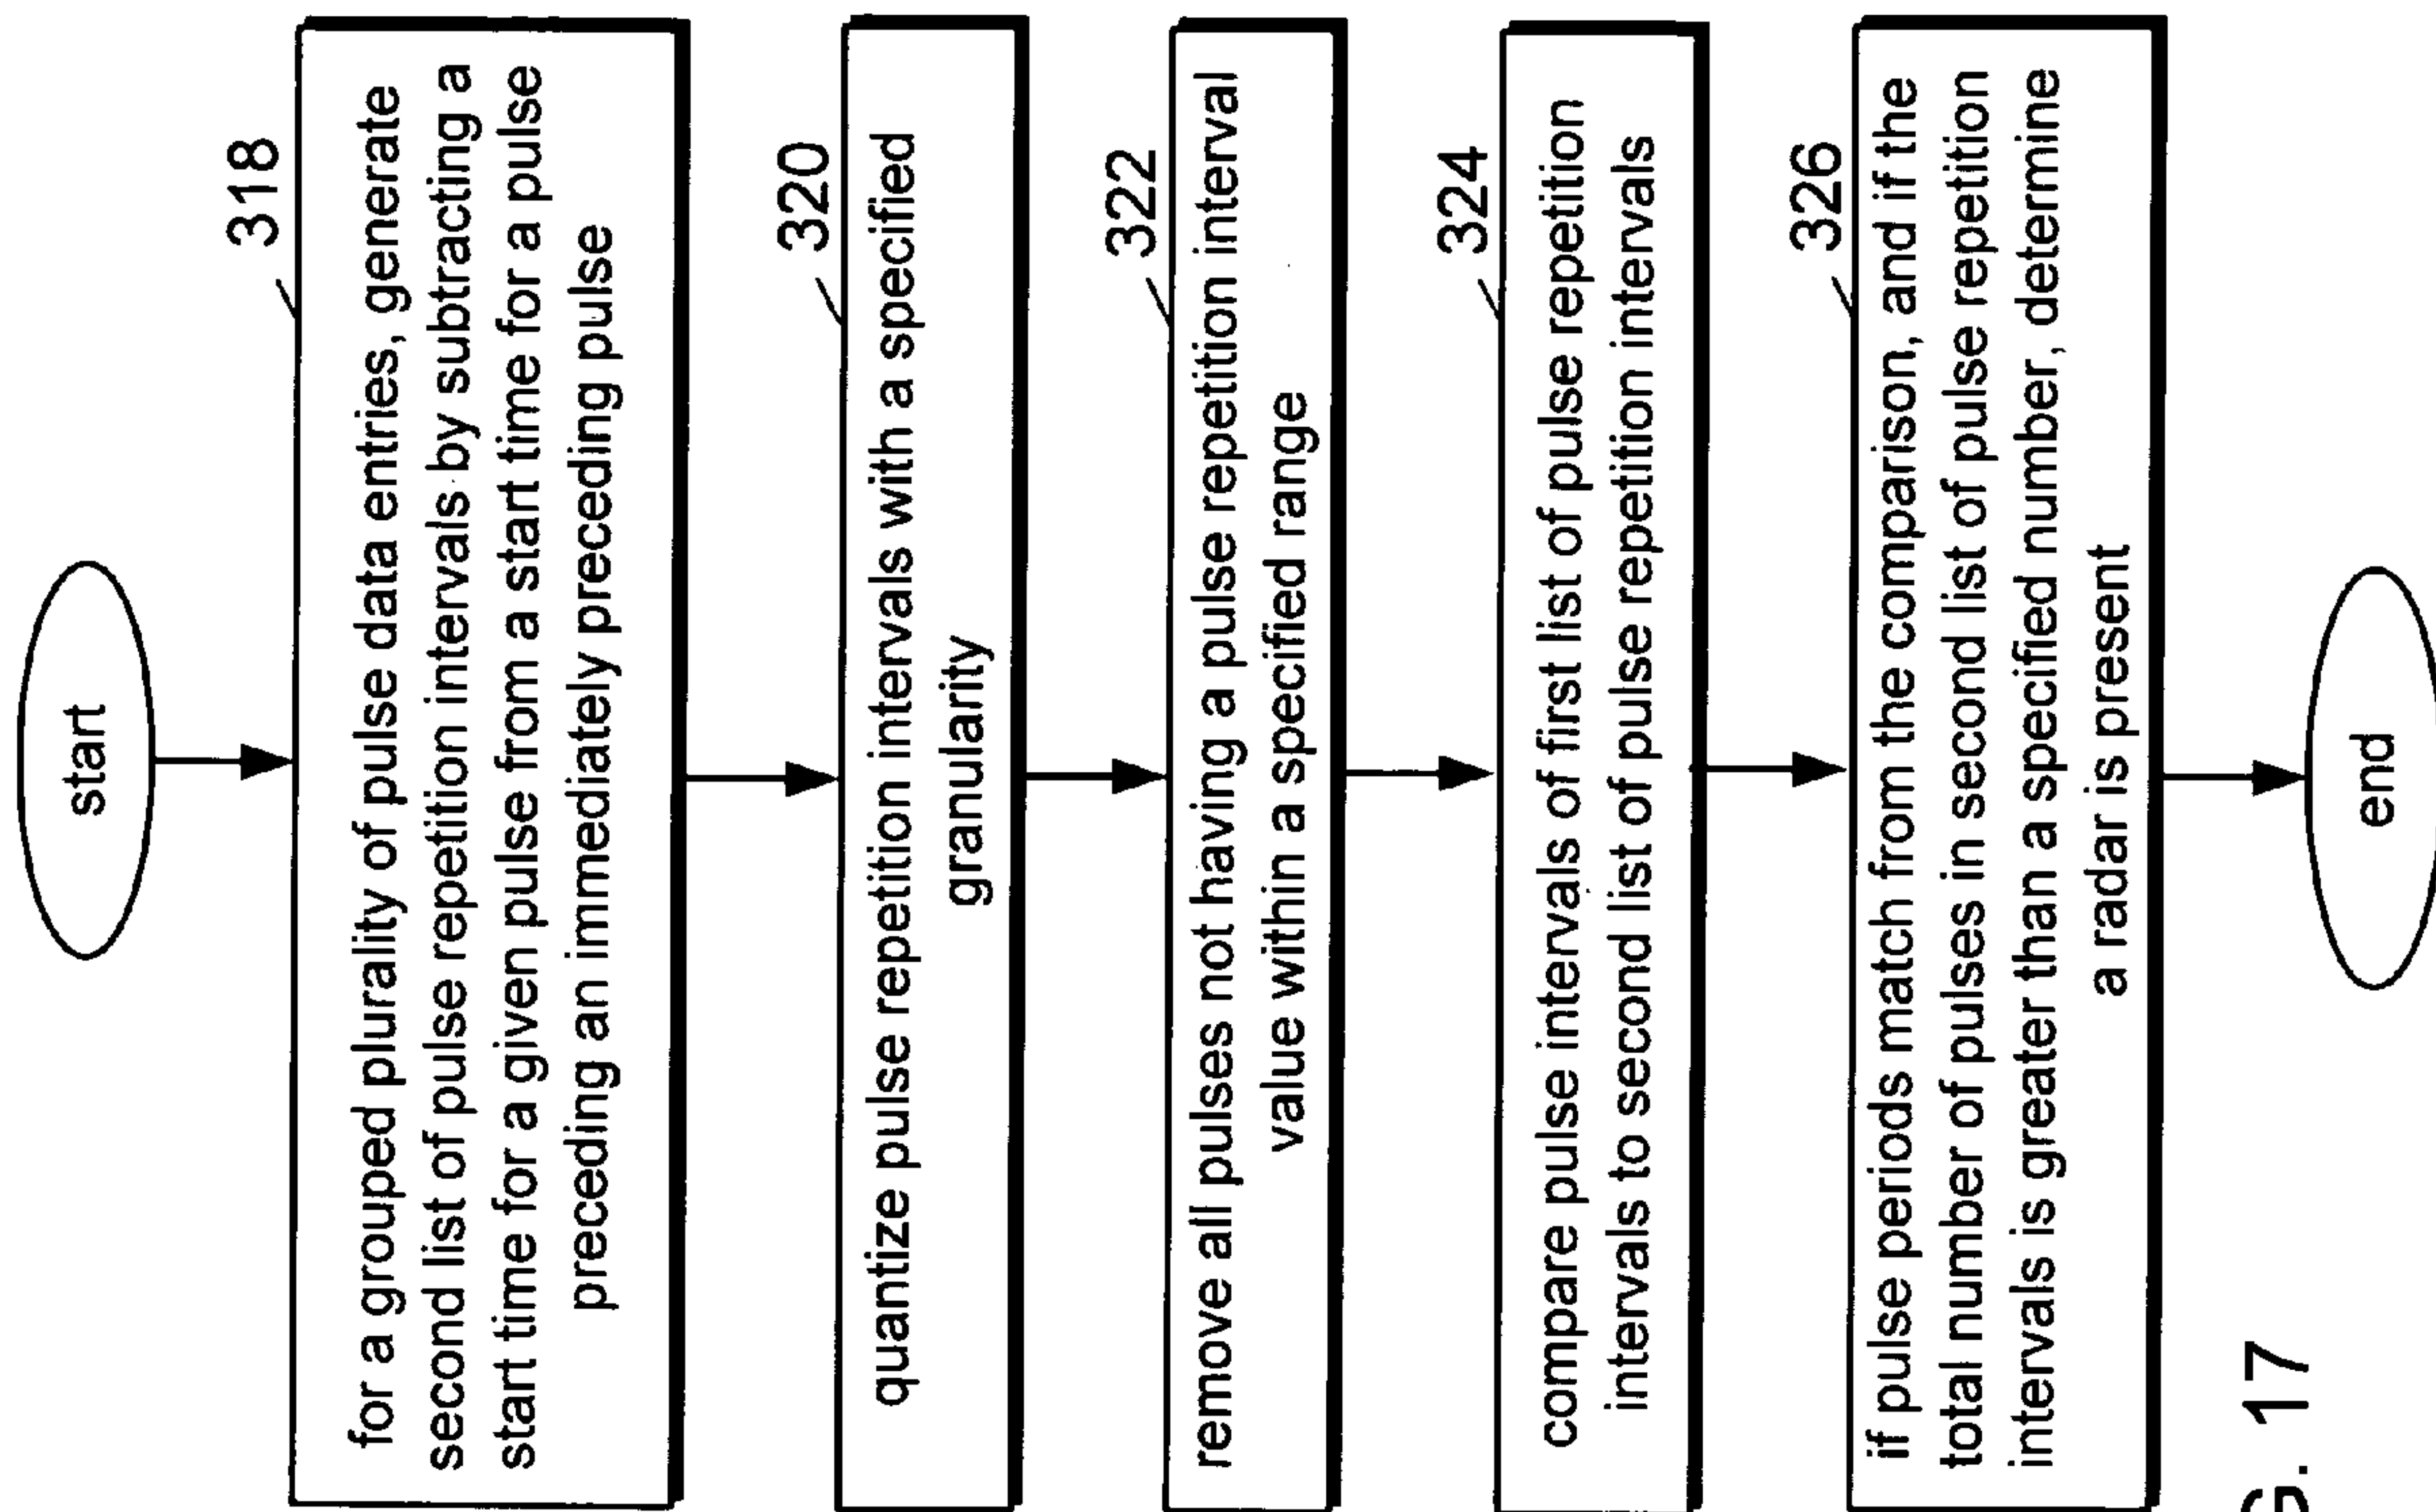 start
318
for a grouped plurality of pulse data entries, generate
second list of pulse repetition intervals by subtracting a
start time for a given pulse from a start time for a pulse
preceding an immediately preceding pulse
320
quantize pulse repetition intervals with a specified
granularity
322
remove all pulses not having a pulse repetition interval
value within a specified range
324
compare pulse intervals of first list of pulse repetition
intervals to second list of pulse repetition intervals
326
if pulse periods match from the comparison, and if the
total number of pulses in second list of pulse repetition
intervals is greater than a specified number, determine
a radar is present
end
G. 17